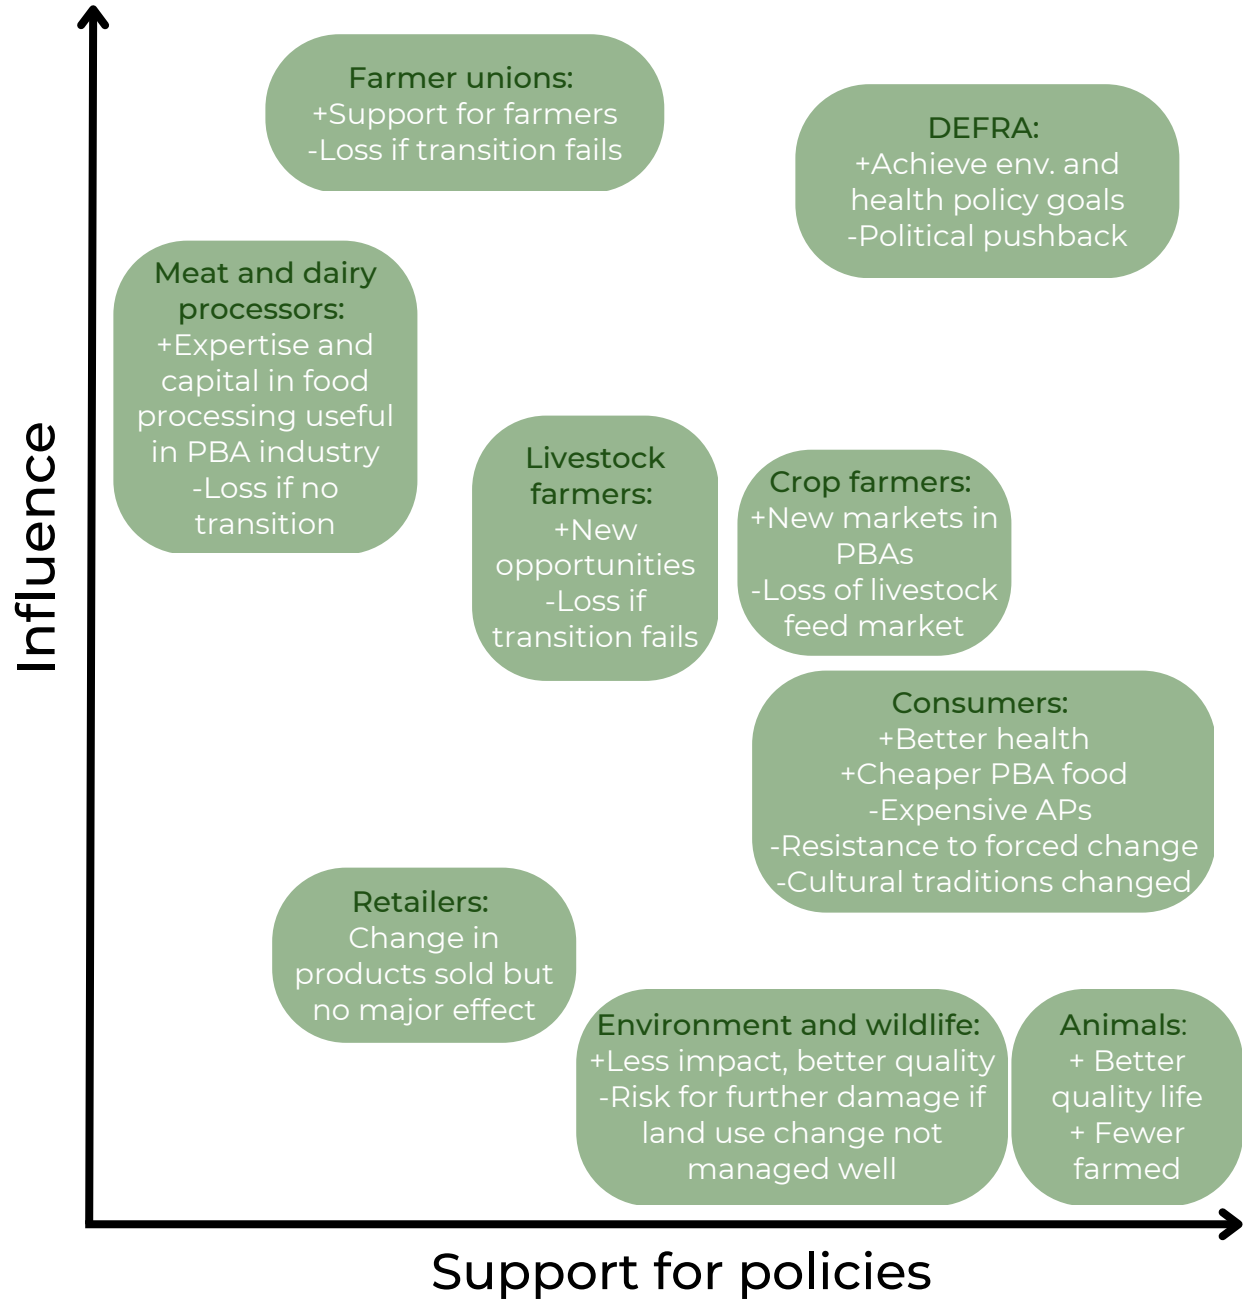 Farmer unions:
+Support for farmers
-Loss if transition fails
DEFRA:
+Achieve env. and
health policy goals
-Political pushback
Meat and dairy
processors:
+Expertise and
capital in food
processing useful
in PBA industry
-Loss if no
transition
Livestock
farmers:
+New
opportunities
-Loss if
transition fails
Crop farmers:
+New markets in
PBAs
-Loss of livestock
feed market
Consumers:
+Better health
+Cheaper PBA food
-Expensive APs
-Resistance to forced change
-Cultural traditions changed
Retailers:
Change in
products sold but
no major effect
Environment and wildlife:
+Less impact, better quality
-Risk for further damage if
land use change not
managed well
Animals:
+ Better
quality life
+ Fewer
farmed
Influence
Support for policies